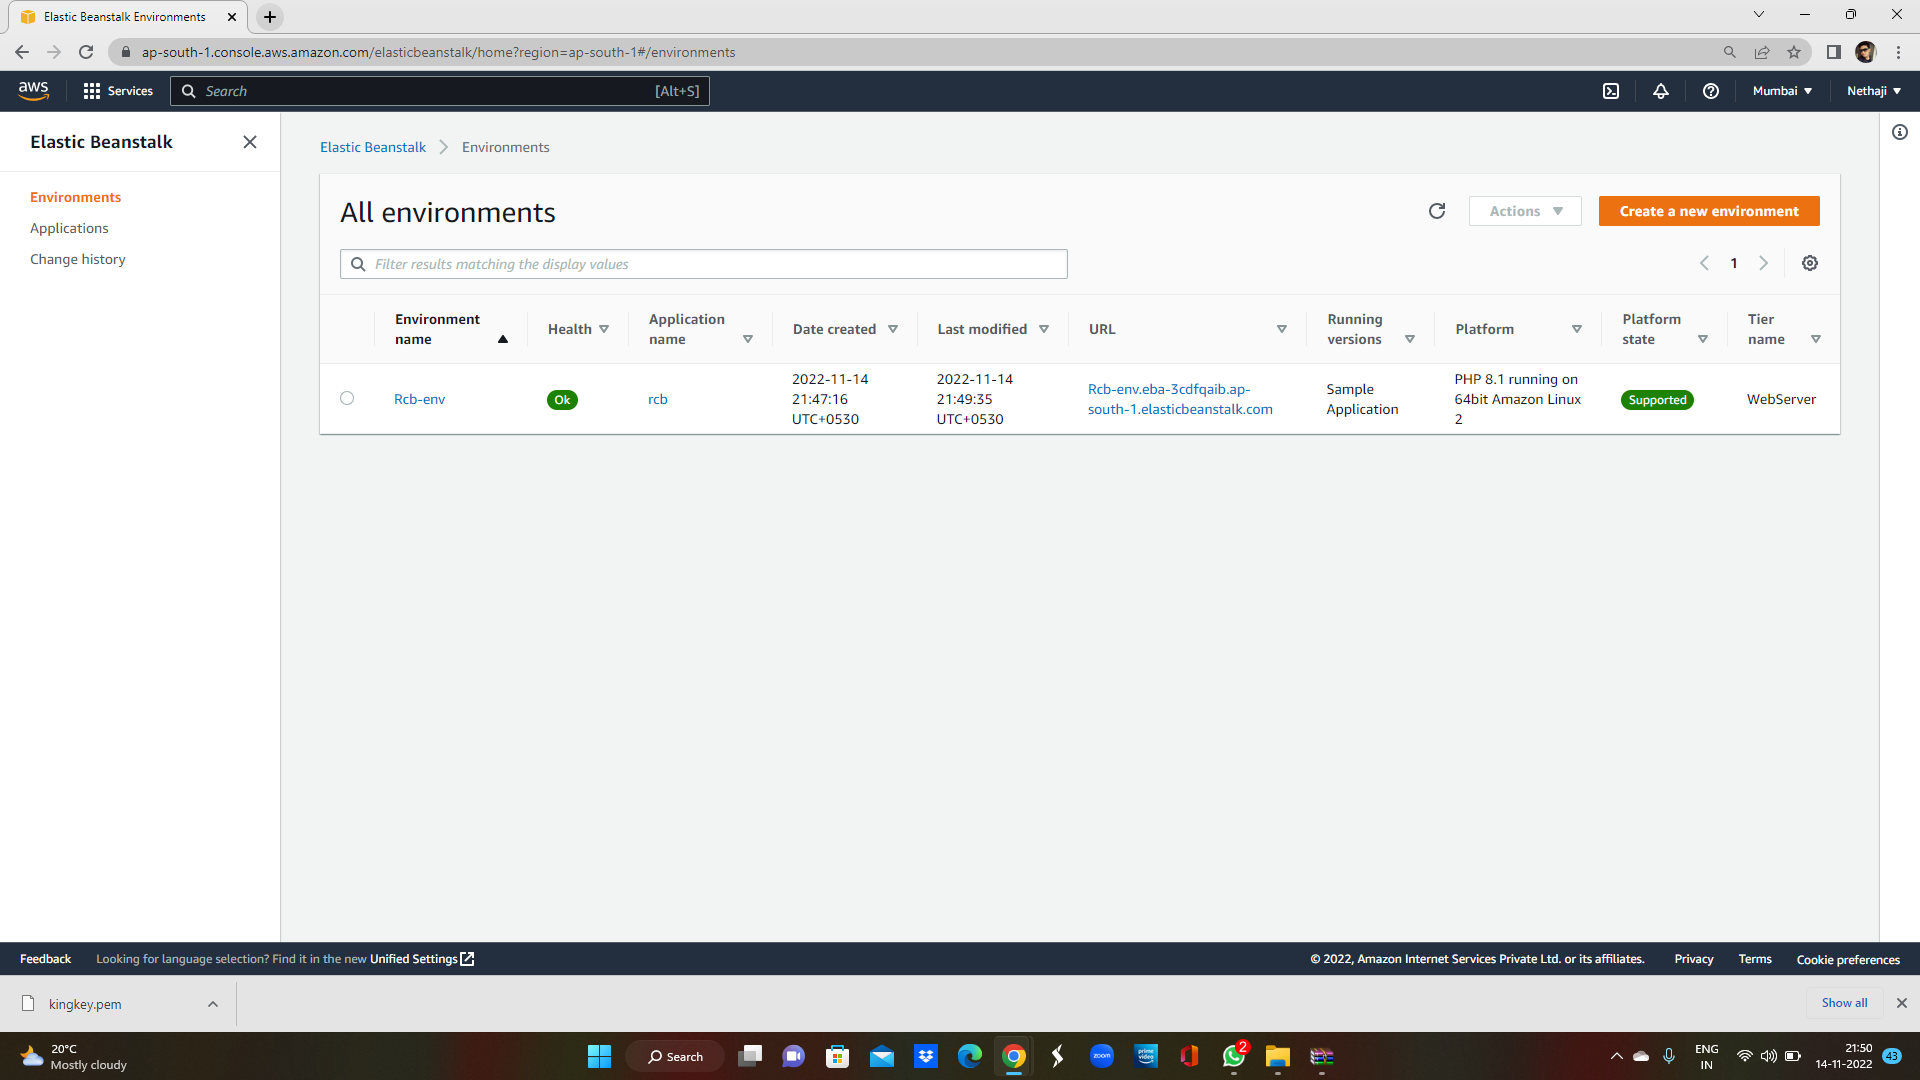 Elastic Beanstalk Environments
ap-south-1.console.aws.amazon.com/elasticbeanstalk/home?region=ap-south-1#/environments
aws
Services
Search
[Alt+S]
Mumbai
Nethaji
Elastic Beanstalk
Environments
Applications
Change history
Elastic Beanstalk
Environments
All environments
Actions
Create a new environment
Filter results matching the display values
1
Environment
name
Health
Application
name
Date created
Last modified
URL
Running
versions
Platform
Platform
state
Tier
name
Rcb-env
Ok
rcb
2022-11-14
21:47:16
UTC+0530
2022-11-14
21:49:35
UTC+0530
Rcb-env.eba-3cdfqaib.ap-
south-1.elasticbeanstalk.com
Sample
Application
PHP 8.1 running on
64bit Amazon Linux
2
Supported
WebServer
Feedback
Looking for language selection? Find it in the new Unified Settings
© 2022, Amazon Internet Services Private Ltd. or its affiliates.
Privacy
Terms
Cookie preferences
kingkey.pem
Show all
20°C
Mostly cloudy
Search
zoom
prime
video
2
ENG
IN
21:50
14-11-2022
43